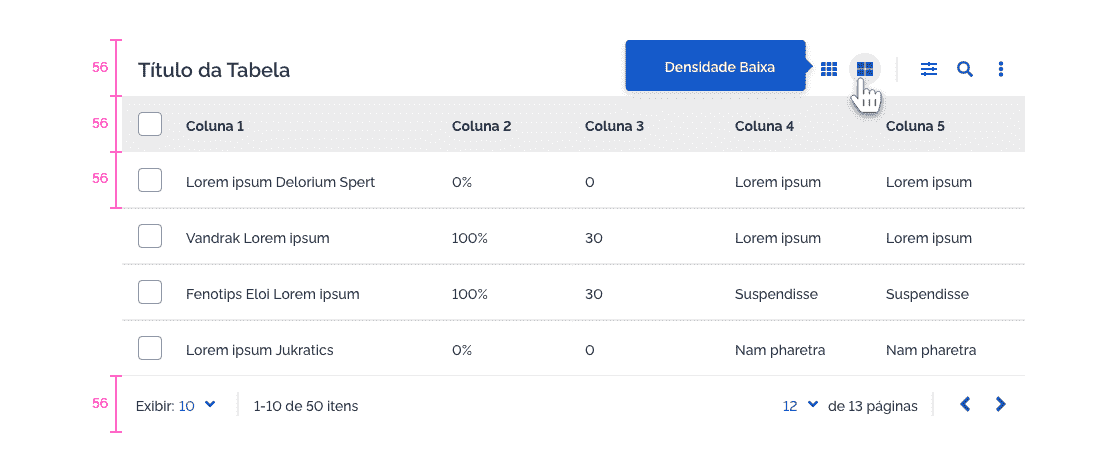 56 Título da Tabela Densidade Baixa
56 Coluna 1 Coluna 2 Coluna 3 Coluna 4 Coluna 5
56 Lorem ipsum Delorium Spert 0% 0 Lorem ipsum Lorem ipsum
Vandrak Lorem ipsum 100% 30 Lorem ipsum Lorem ipsum
Fenotips Eloi Lorem ipsum 100% 30 Suspendisse Suspendisse
Lorem ipsum Jukratics 0% 0 Nam pharetra Nam pharetra
56 Exibir: 10 1-10 de 50 itens 12 de 13 páginas